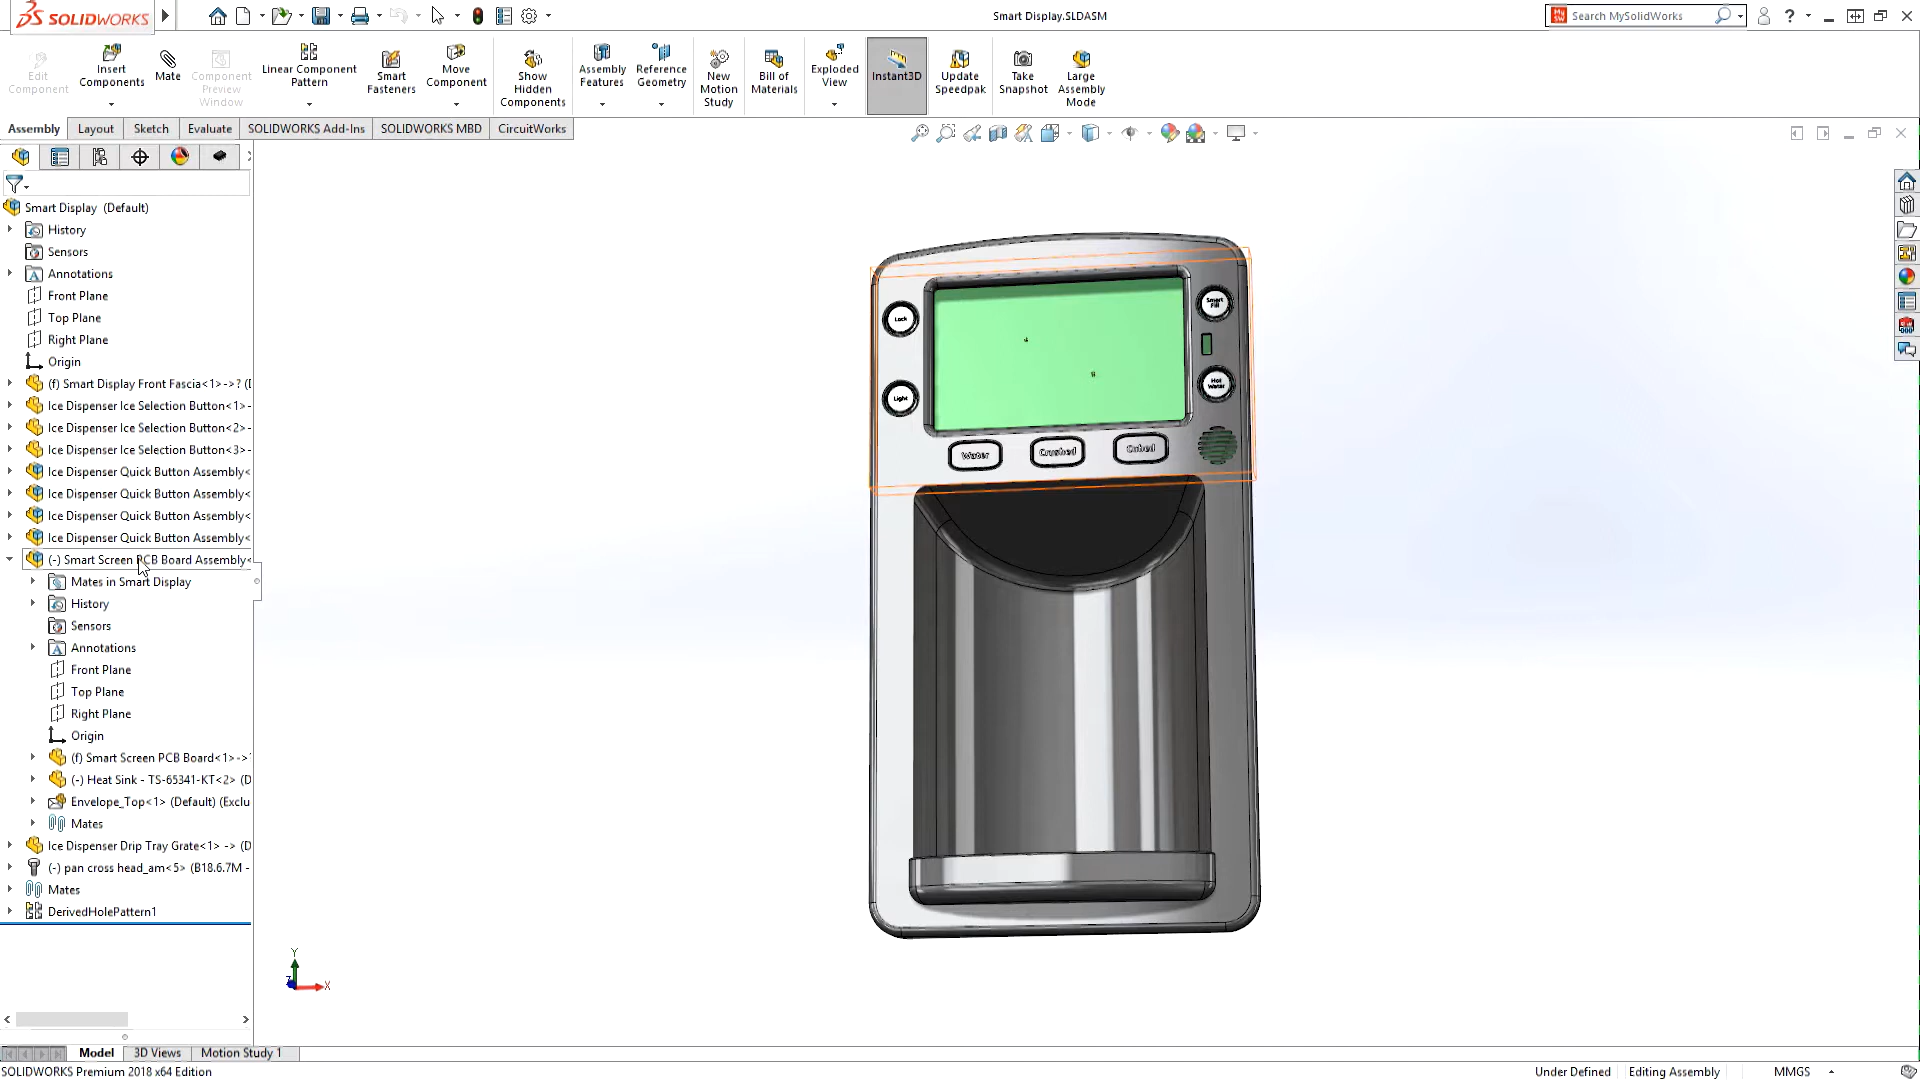 SOLIDWORKS
Smart Display.SLDASM
Search MySolidWorks
Edit Component
Insert Components
Mate
Component Preview Window
Linear Component Pattern
Smart Fasteners
Move Component
Show Hidden Components
Assembly Features
Reference Geometry
New Motion Study
Bill of Materials
Exploded View
Instant3D
Update Speedpak
Take Snapshot
Large Assembly Mode
Assembly
Layout
Sketch
Evaluate
SOLIDWORKS Add-Ins
SOLIDWORKS MBD
CircuitWorks
Smart Display (Default)
History
Sensors
Annotations
Front Plane
Top Plane
Right Plane
Origin
(f) Smart Display Front Fascia<1>->? (
Ice Dispenser Ice Selection Button<1>-
Ice Dispenser Ice Selection Button<2>-
Ice Dispenser Ice Selection Button<3>-
Ice Dispenser Quick Button Assembly<
Ice Dispenser Quick Button Assembly<
Ice Dispenser Quick Button Assembly<
Ice Dispenser Quick Button Assembly<
(-) Smart Screen PCB Board Assembly<
Mates in Smart Display
History
Sensors
Annotations
Front Plane
Top Plane
Right Plane
Origin
(f) Smart Screen PCB Board<1>->
(-) Heat Sink - TS-65341-KT<2> (D
Envelope_Top<1> (Default) (Exclu
Mates
Ice Dispenser Drip Tray Grate<1> -> (D
(-) pan cross head_am<5> (B18.6.7M -
Mates
DerivedHolePattern1
Lock
Light
Smart Fill
Hot Water
Water
Crushed
Cubed
Y
X
Z
Model
3D Views
Motion Study 1
SOLIDWORKS Premium 2018 x64 Edition
Under Defined
Editing Assembly
MMGS